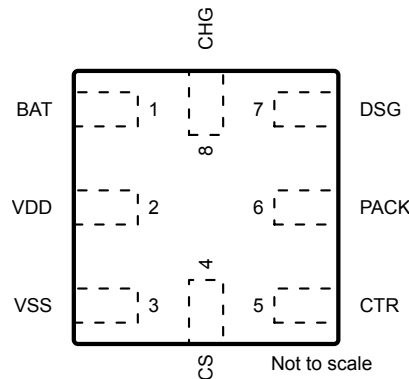 CHG
BAT 1 7 DSG
8
VDD 2 6 PACK
4
VSS 3 5 CTR
CS
Not to scale